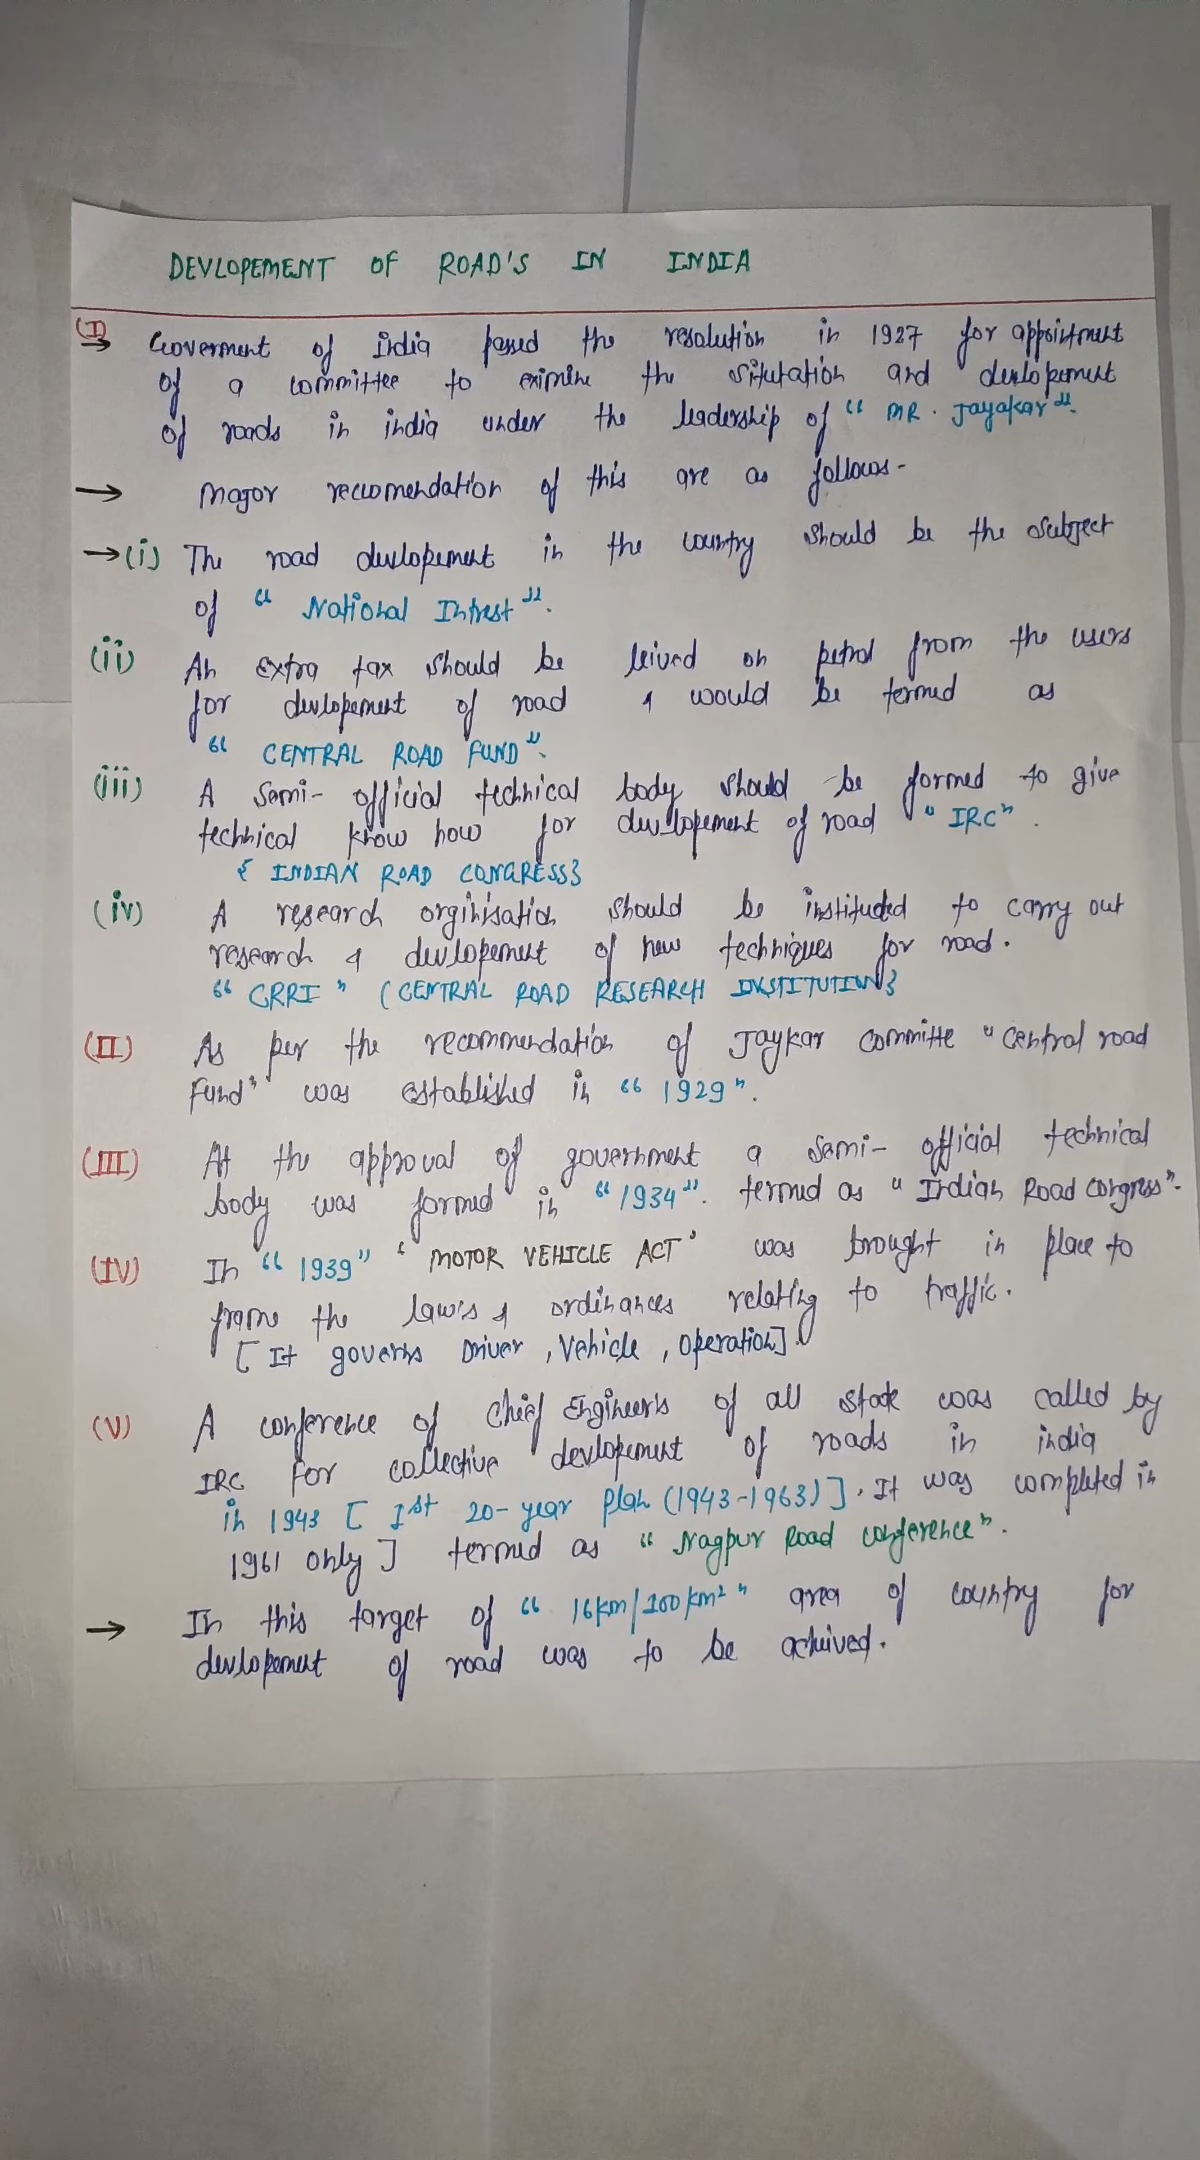 DEVLOPEMENT OF ROAD'S IN INDIA
(I)
→ Goverment of india passed the resolution in 1927 for appointment
of a committee to eximine the situtation and devlopement
of roads in india under the leadership of "MR. Jayakar".
→ Major reccomendation of this are as follows-
→ (i) The road devlopement in the country should be the subject
of "National Intrest".
(ii) An extra tax should be leived on petrol from the users
for devlopement of road & would be termed as
"CENTRAL ROAD FUND".
(iii) A Semi-official technical body should be formed to give
technical know how for devlopement of road "IRC".
{ INDIAN ROAD CONGRESS}
(iv) A research orginisation should be instituded to carry out
research & devlopement of new techniques for road.
"CRRI" (CENTRAL ROAD RESEARCH INSTITUTION}
(II) As per the recommendation of Jaykar Committe "Central road
Fund" was established in "1929".
(III) At the approval of government a Semi-official technical
body was formed in "1934". termed as "Indian Road Congress".
(IV) In "1939" 'MOTOR VEHICLE ACT' was brought in place to
frame the law's & ordinances relating to traffic.
[It governs Driver, Vehicle, Operation].
(V) A conference of Chief Engineer's of all state was called by
IRC For collective devlopement of roads in india
in 1943 [Ist 20-year plan (1943-1963)]. It was completed in
1961 only] termed as "Nagpur Road conference".
→ In this target of "16km/100km²" area of country for
devlopement of road was to be achived.